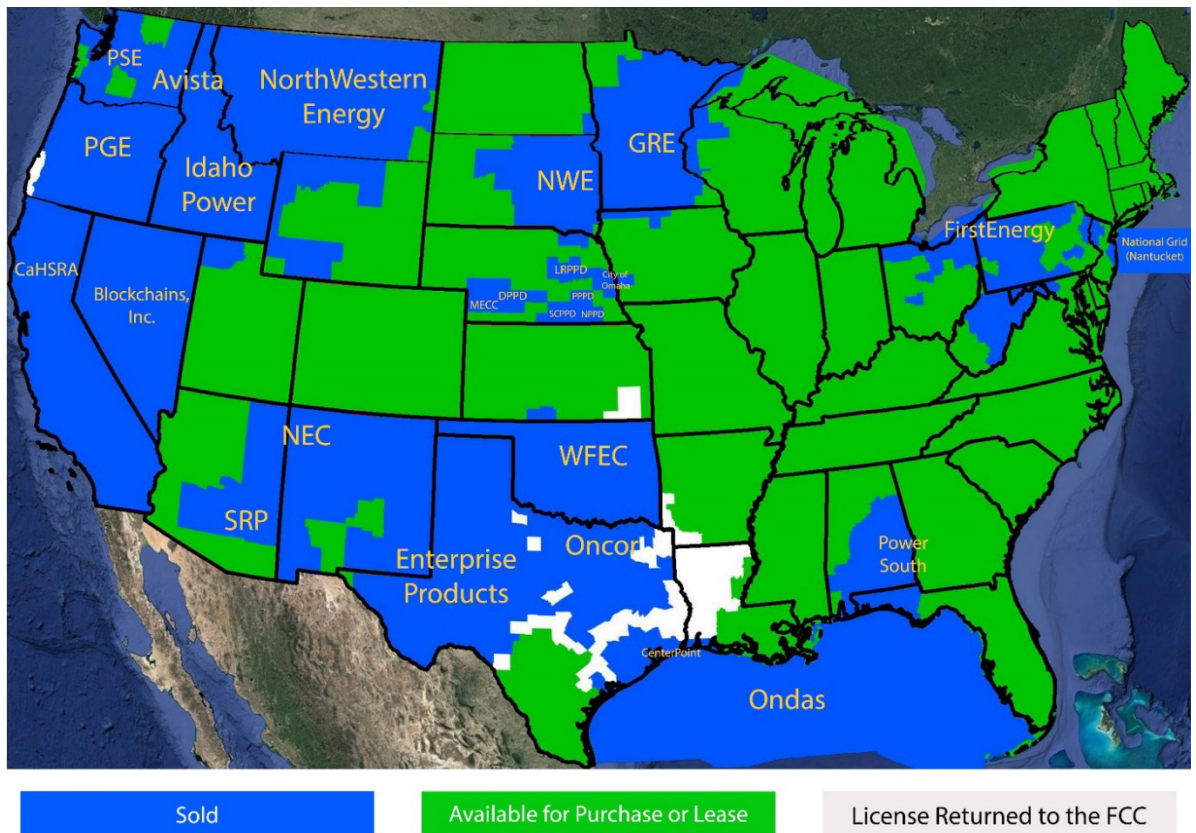 PSE
Avista
NorthWestern
Energy
PGE
Idaho
Power
GRE
NWE
CaHSRA
Blockchains,
Inc.
LRPPD
City of
Omaha
MECC
DPPD
PPPD
SCPPD
NPPD
FirstEnergy
National Grid
(Nantucket)
NEC
WFEC
SRP
Enterprise
Products
Oncor
Power
South
CenterPoint
Ondas
Sold
Available for Purchase or Lease
License Returned to the FCC